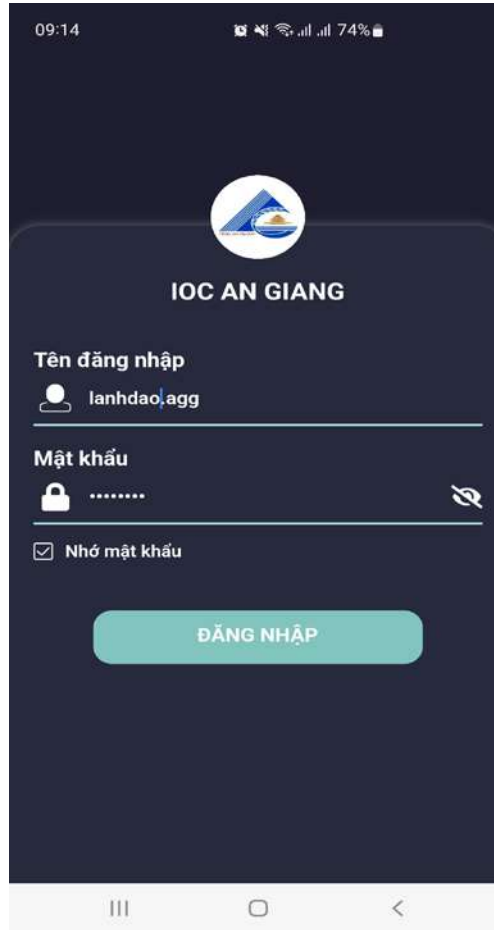 09:14
74%
IOC AN GIANG
Tên đăng nhập
lanhdao.agg
Mật khẩu
••••••••
Nhớ mật khẩu
ĐĂNG NHẬP